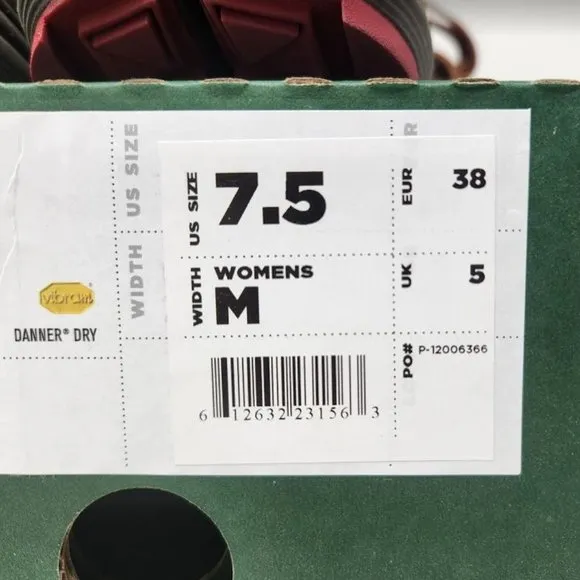 US SIZE
WIDTH
vibram
DANNER® DRY
US SIZE
7.5
EUR
38
WIDTH
WOMENS
M
UK
5
PO# P-12006366
6 12632 23156 3